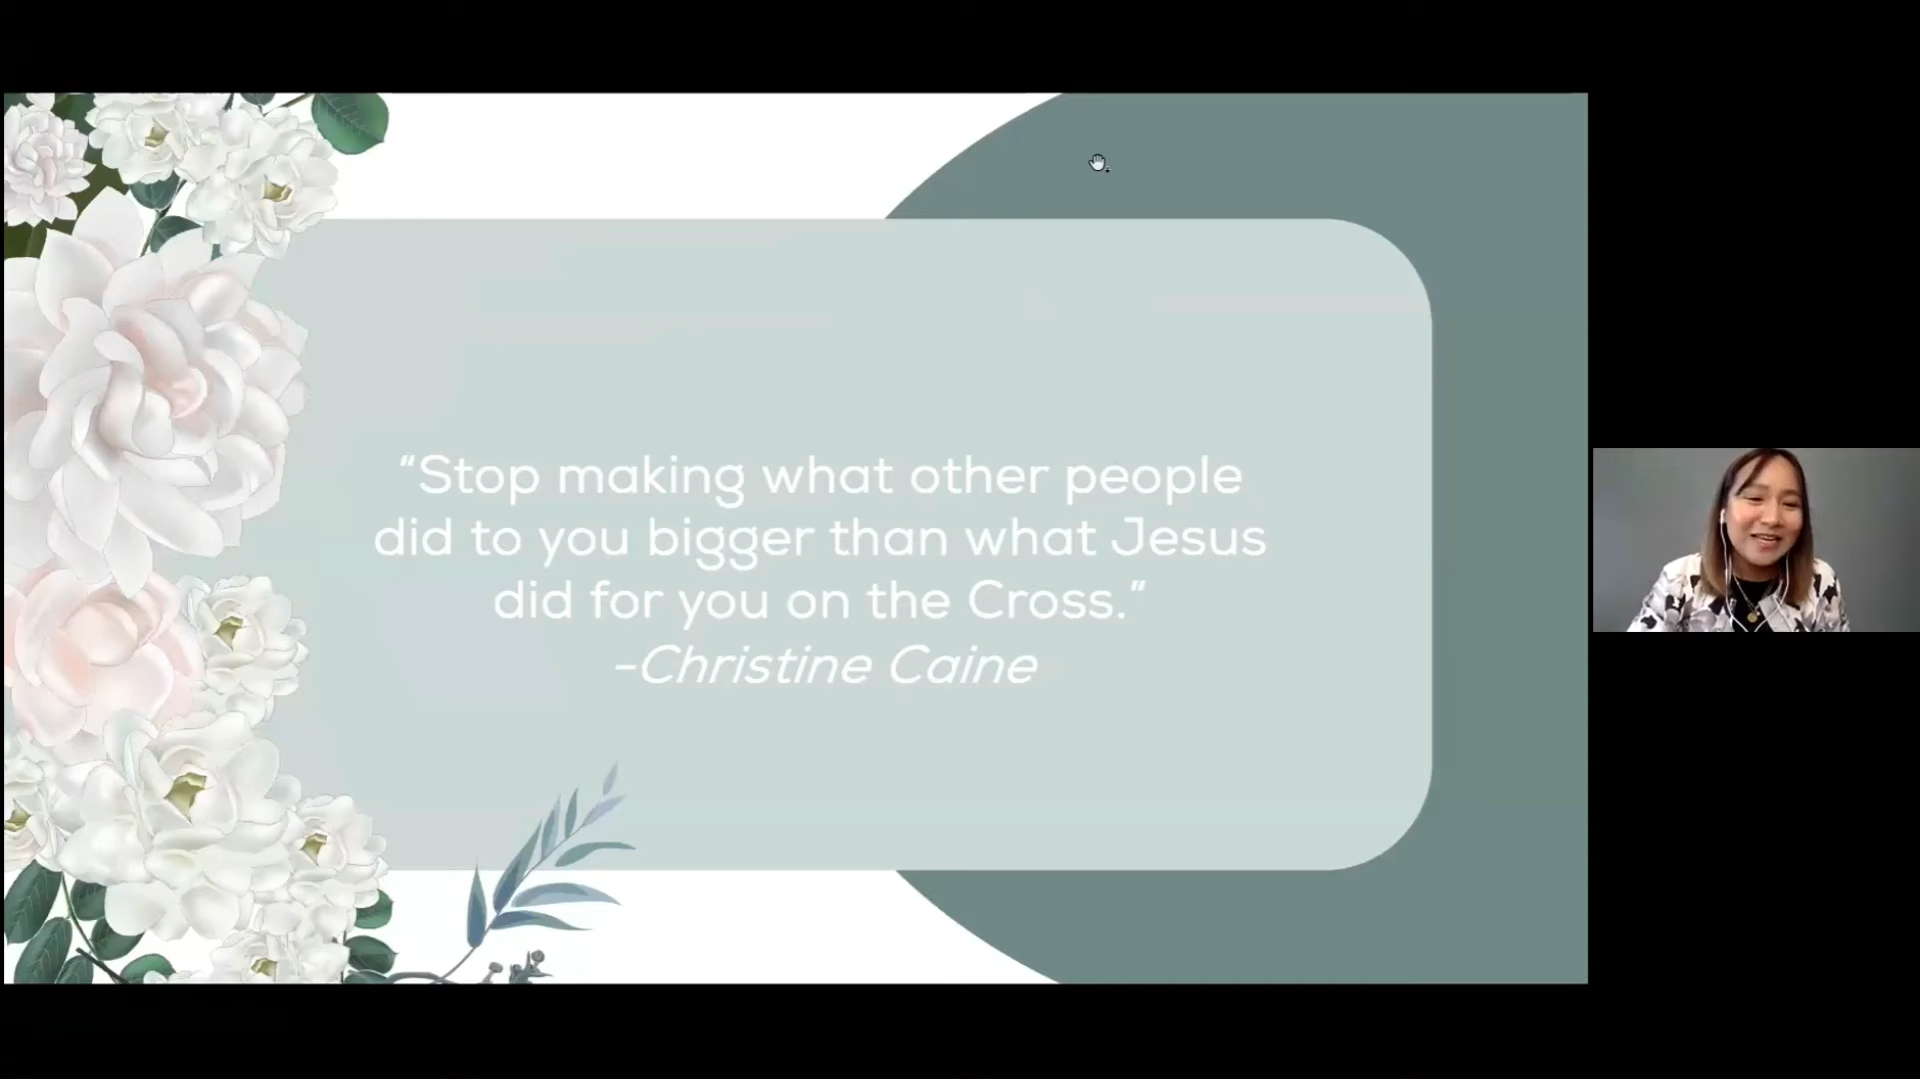 “Stop making what other people
did to you bigger than what Jesus
did for you on the Cross.”
-Christine Caine